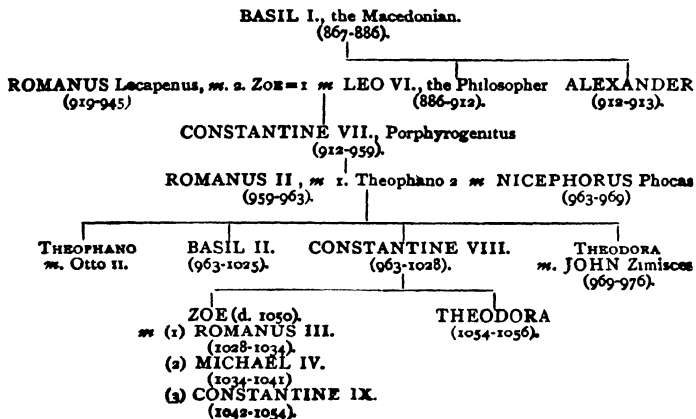 BASIL I., the Macedonian.
(867-886).
ROMANUS Lecapenus, m. 2. ZOE=1 m LEO VI., the Philosopher ALEXANDER
(919-945) (886-912). (912-913).
CONSTANTINE VII., Porphyrogenitus
(912-959).
ROMANUS II, m 1. Theophano 2 m NICEPHORUS Phocas
(959-963). (963-969)
THEOPHANO BASIL II. CONSTANTINE VIII. THEODORA
m. Otto II. (963-1025). (963-1028). m. JOHN Zimisces
(969-976).
ZOE (d. 1050). THEODORA
m (1) ROMANUS III. (1054-1056).
(1028-1034).
(2) MICHAEL IV.
(1034-1041)
(3) CONSTANTINE IX.
(1042-1054).